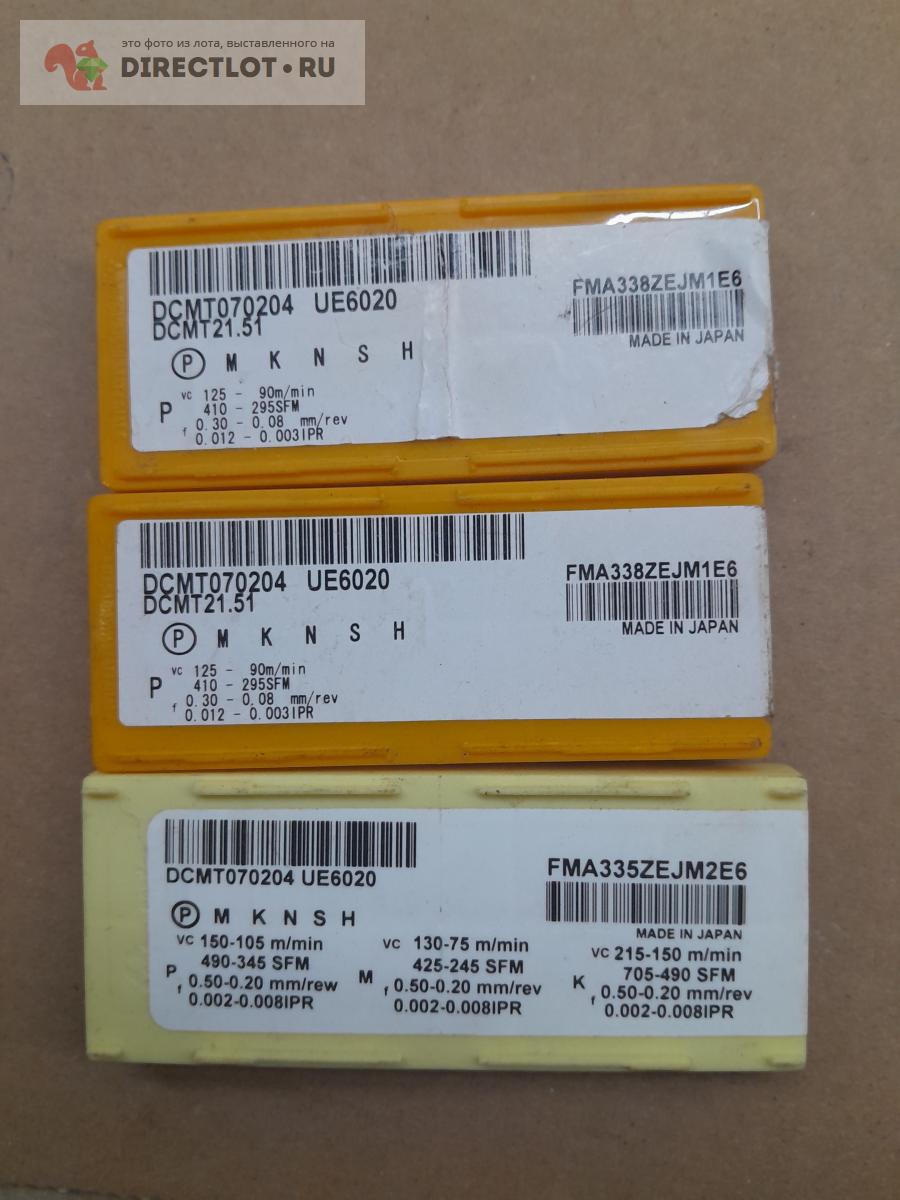 это фото из лота, выставленного на
DIRECTLOT•RU
DCMT070204 UE6020
DCMT21.51
P M K N S H
FMA338ZEJM1E6
MADE IN JAPAN
P
vc 125 - 90m/min
410 - 295SFM
f 0.30 - 0.08 mm/rev
0.012 - 0.003IPR
DCMT070204 UE6020
DCMT21.51
P M K N S H
FMA338ZEJM1E6
MADE IN JAPAN
P
vc 125 - 90m/min
410 - 295SFM
f 0.30 - 0.08 mm/rev
0.012 - 0.003IPR
DCMT070204 UE6020
P M K N S H
FMA335ZEJM2E6
MADE IN JAPAN
P
vc 150-105 m/min
490-345 SFM
f 0.50-0.20 mm/rew
0.002-0.008IPR
M
vc 130-75 m/min
425-245 SFM
f 0.50-0.20 mm/rev
0.002-0.008IPR
K
vc 215-150 m/min
705-490 SFM
f 0.50-0.20 mm/rev
0.002-0.008IPR